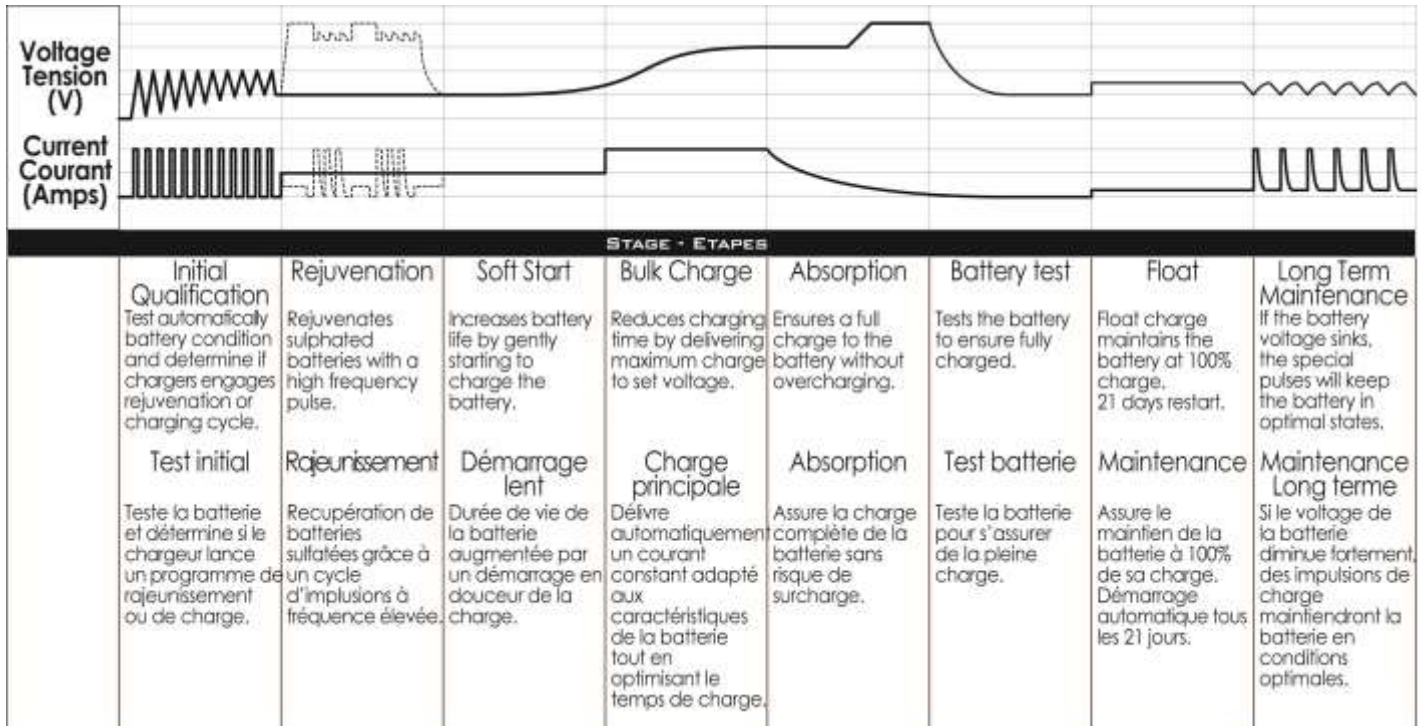 Voltage
Tension
(V)
Current
Courant
(Amps)
STAGE - ETAPES
Initial
Qualification
Test automatically
battery condition
and determine if
chargers engages
rejuvenation or
charging cycle.
Rejuvenation
Rejuvenates
sulphated
batteries with a
high frequency
pulse.
Soft Start
Increases battery
life by gently
starting to
charge the
battery.
Bulk Charge
Reduces charging
time by delivering
maximum charge
to set voltage.
Absorption
Ensures a full
charge to the
battery without
overcharging.
Battery test
Tests the battery
to ensure fully
charged.
Float
Float charge
maintains the
battery at 100%
charge.
21 days restart.
Long Term
Maintenance
If the battery
voltage sinks,
the special
pulses will keep
the battery in
optimal states.
Test initial
Teste la batterie
et détermine si le
chargeur lance
un programme de
rajeunissement
ou de charge.
Rajeunissement
Recupération de
batteries
sulfatées grâce à
un cycle
d'implusions à
fréquence élevée.
Démarrage
lent
Durée de vie de
la batterie
augmentée par
un démarrage en
douceur de la
charge.
Charge
principale
Délivre
automatiquement
un courant
constant adapté
aux
caractéristiques
de la batterie
tout en
optimisant le
temps de charge.
Absorption
Assure la charge
complète de la
batterie sans
risque de
surcharge.
Test batterie
Teste la batterie
pour s'assurer
de la pleine
charge.
Maintenance
Assure le
maintien de la
batterie à 100%
de sa charge.
Démarrage
automatique tous
les 21 jours.
Maintenance
Long terme
Si le voltage de
la batterie
diminue fortement,
des impulsions de
charge
maintiendront la
batterie en
conditions
optimales.